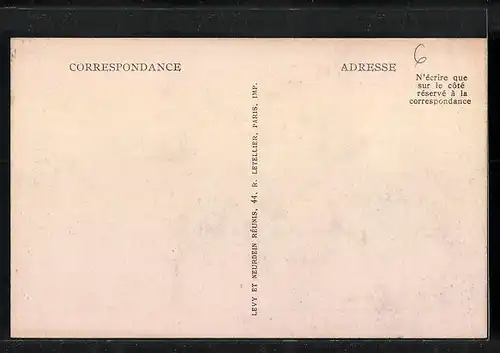 CORRESPONDANCE
ADRESSE
6
N'écrire que
sur le côté
réservé à la
correspondance
LEVY ET NEURDEIN RÉUNIS, 44, R. LETELLIER, PARIS, IMP.